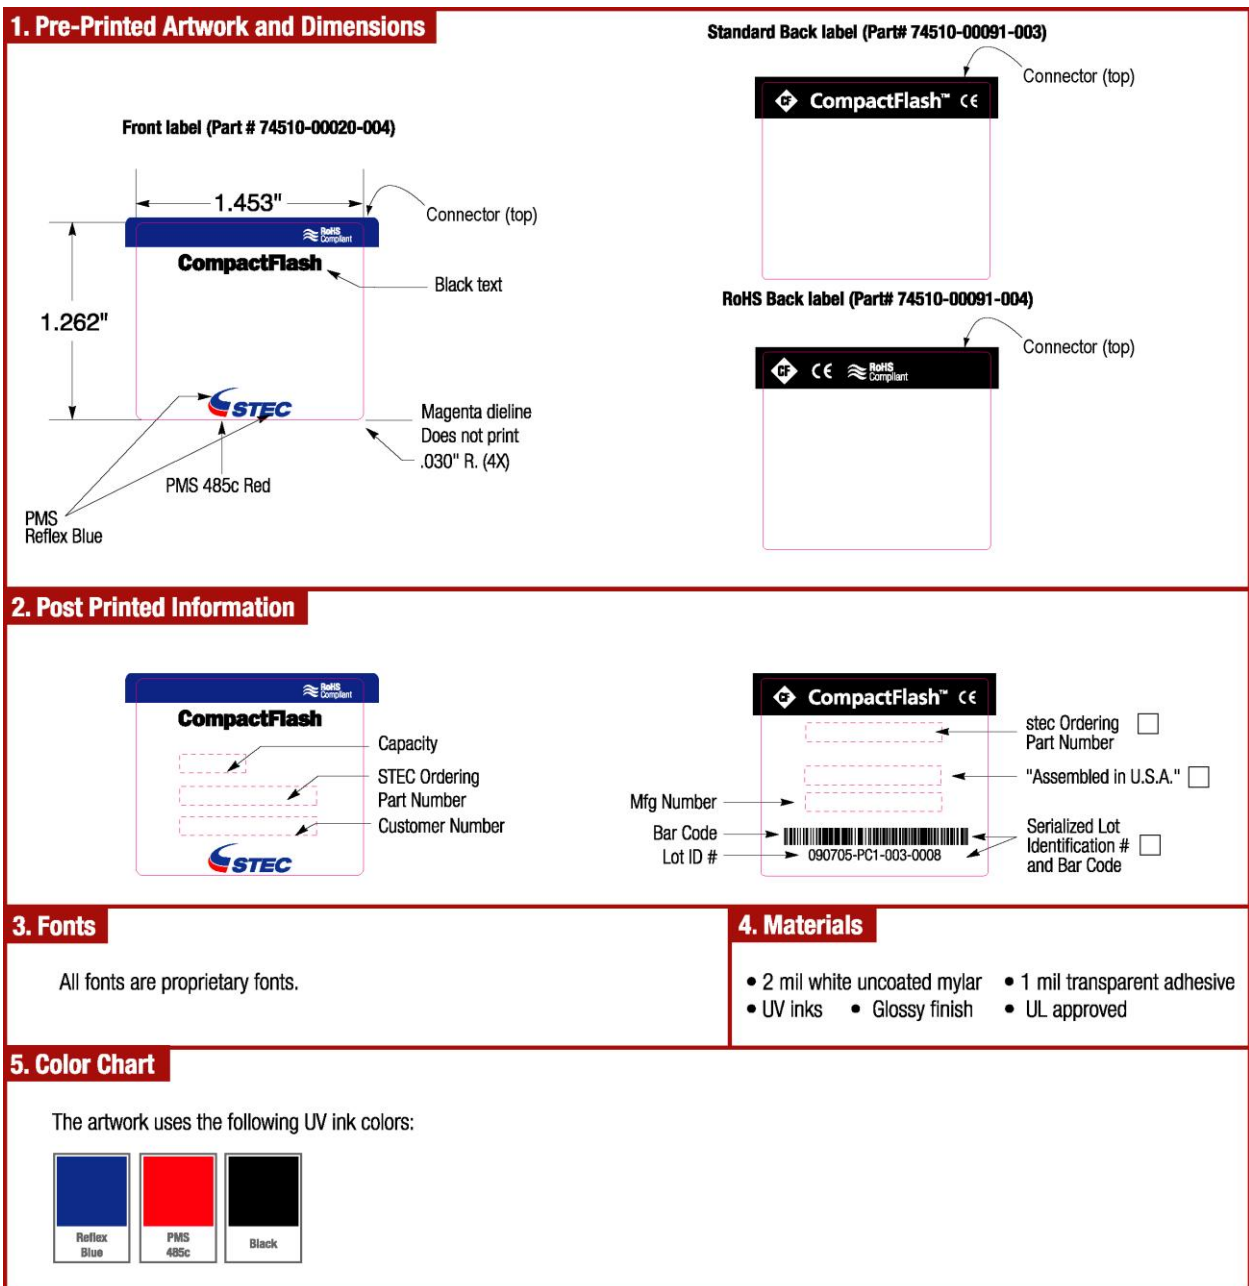 1. Pre-Printed Artwork and Dimensions
Standard Back label (Part# 74510-00091-003)
Connector (top)
CF CompactFlash™ CE
Front label (Part # 74510-00020-004)
1.453"
Connector (top)
RoHS
Compliant
CompactFlash
Black text
1.262"
STEC
Magenta dieline
Does not print
.030" R. (4X)
PMS 485c Red
PMS
Reflex Blue
RoHS Back label (Part# 74510-00091-004)
Connector (top)
CF CE RoHS
Compliant
2. Post Printed Information
RoHS
Compliant
CompactFlash
Capacity
STEC Ordering
Part Number
Customer Number
STEC
CF CompactFlash™ CE
stec Ordering
Part Number
"Assembled in U.S.A."
Mfg Number
Bar Code
Lot ID #
090705-PC1-003-0008
Serialized Lot
Identification #
and Bar Code
3. Fonts
All fonts are proprietary fonts.
4. Materials
• 2 mil white uncoated mylar • 1 mil transparent adhesive
• UV inks • Glossy finish • UL approved
5. Color Chart
The artwork uses the following UV ink colors:
Reflex
Blue
PMS
485c
Black